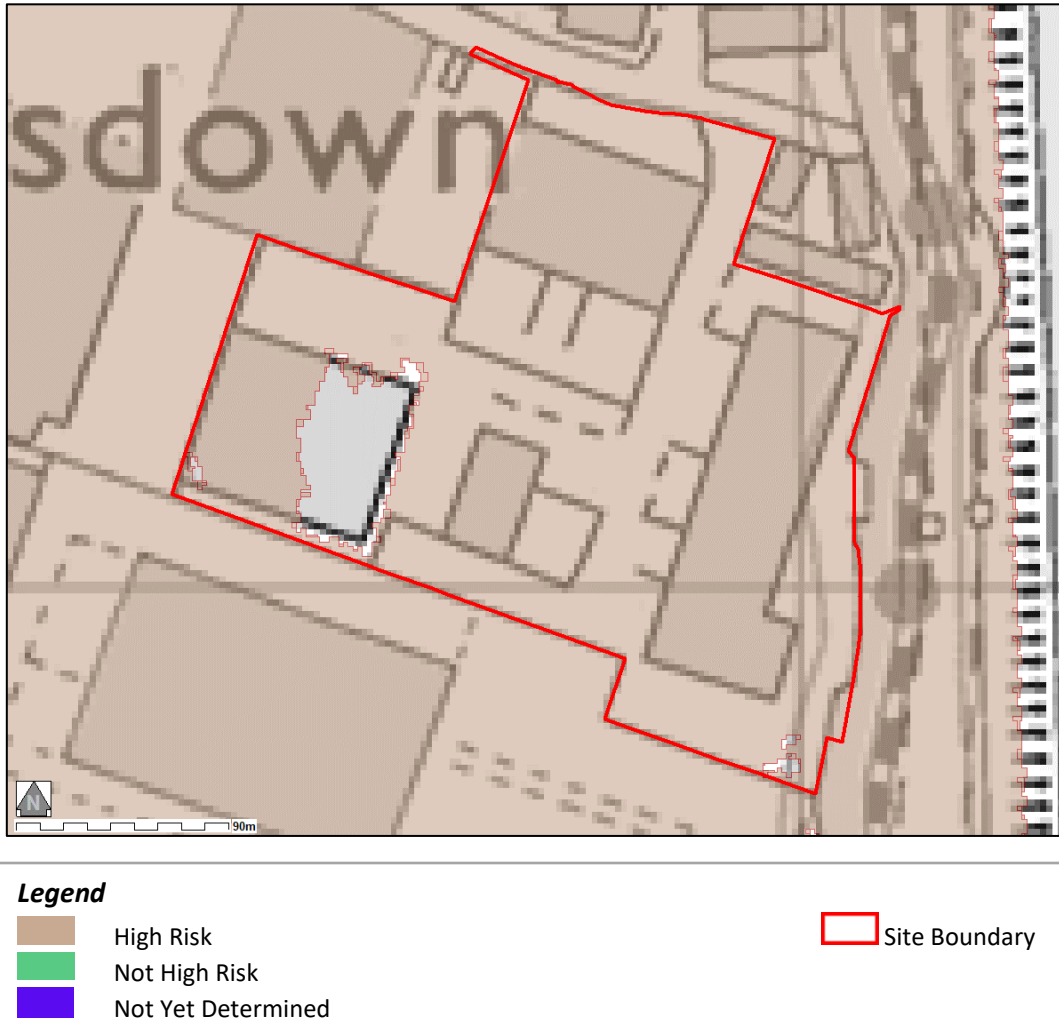 sdown
N
90m
Legend
High Risk
Site Boundary
Not High Risk
Not Yet Determined